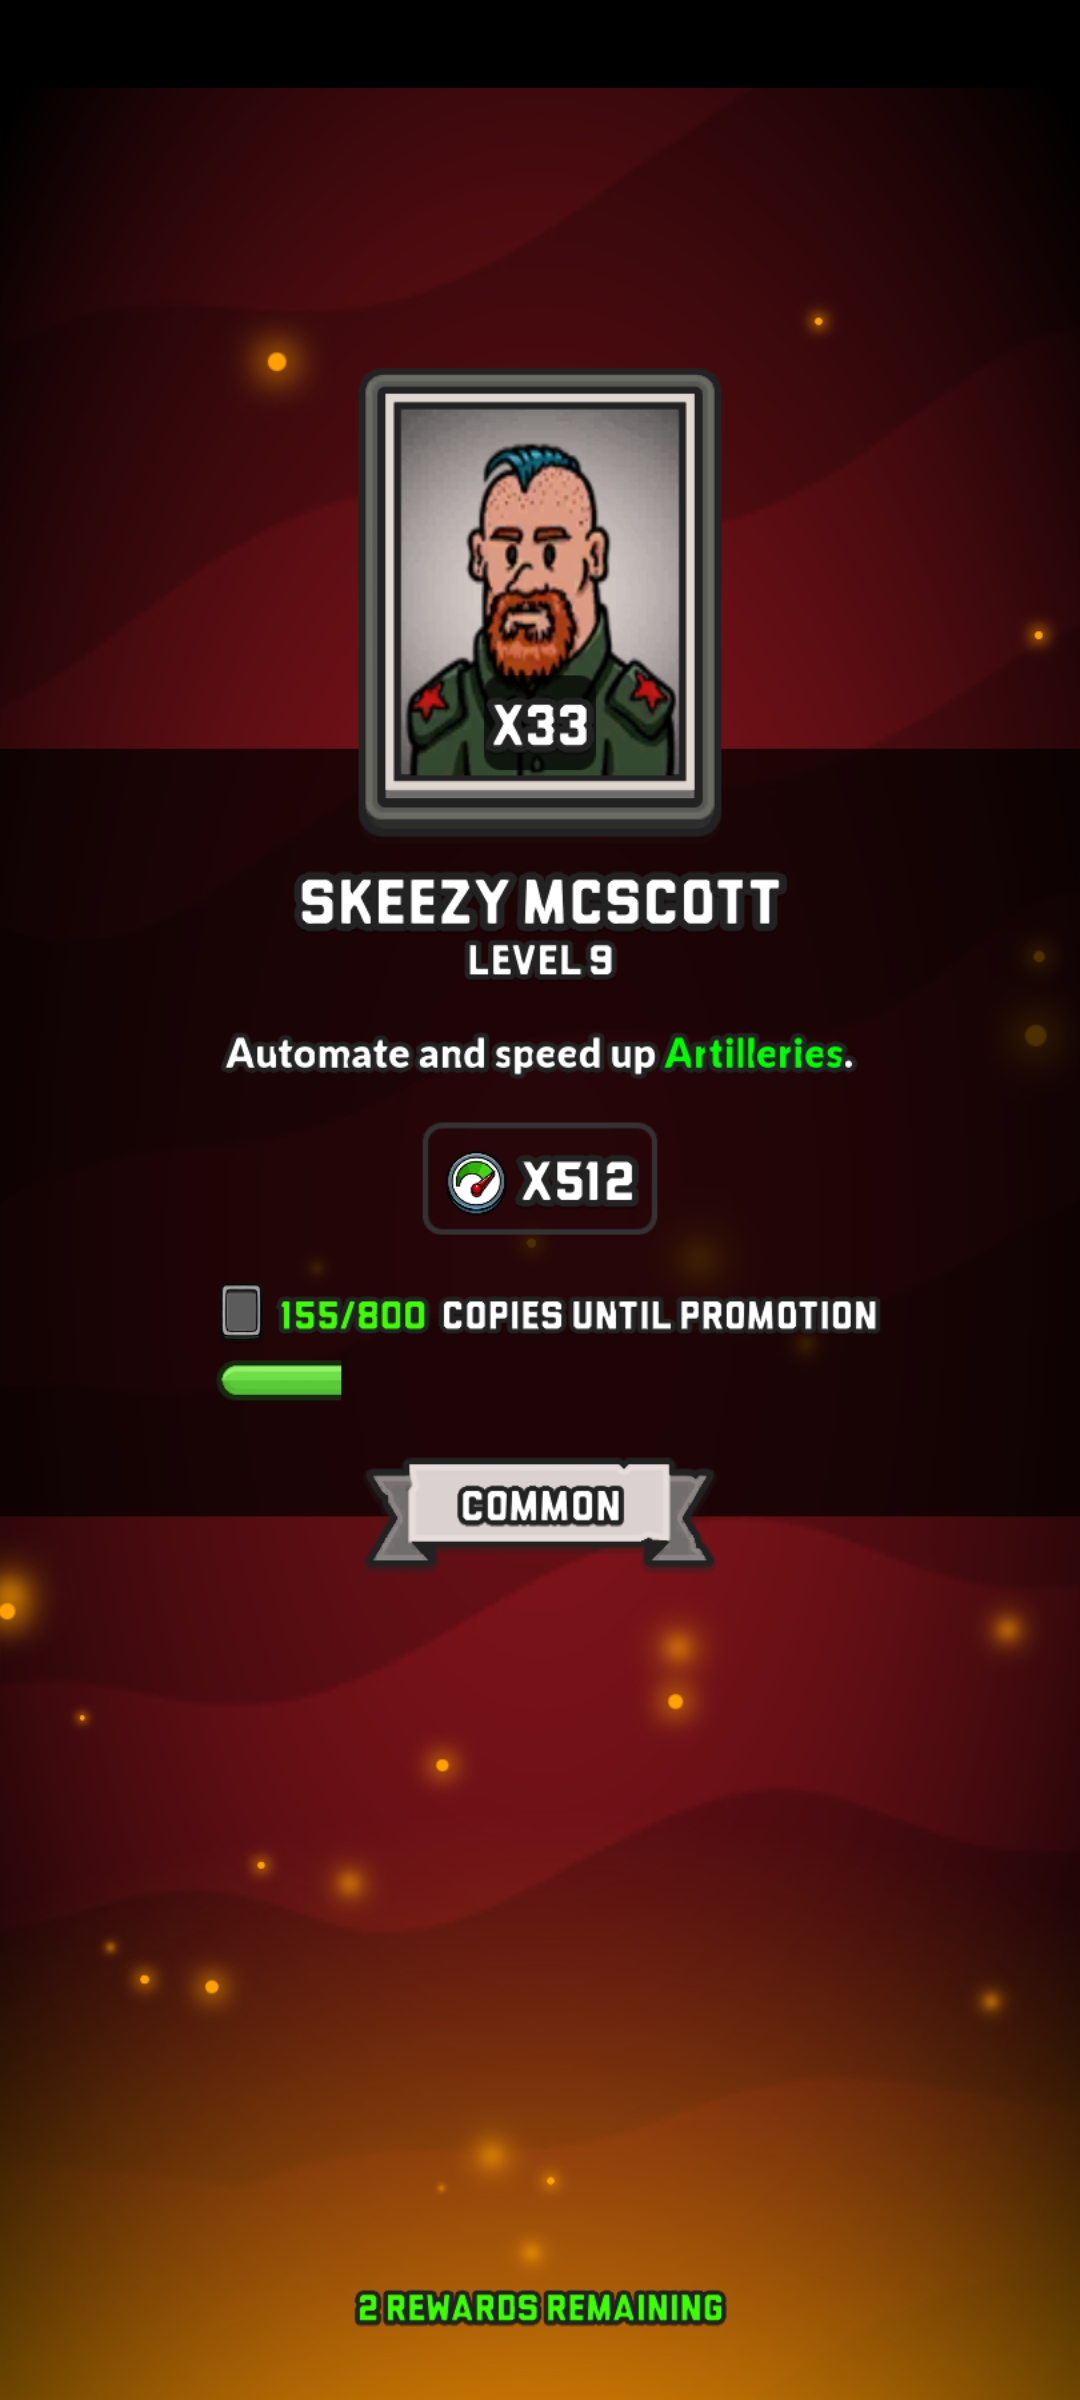 X33
SKEEZY MCSCOTT
LEVEL 9
Automate and speed up Artilleries.
X512
155/800 COPIES UNTIL PROMOTION
COMMON
2 REWARDS REMAINING